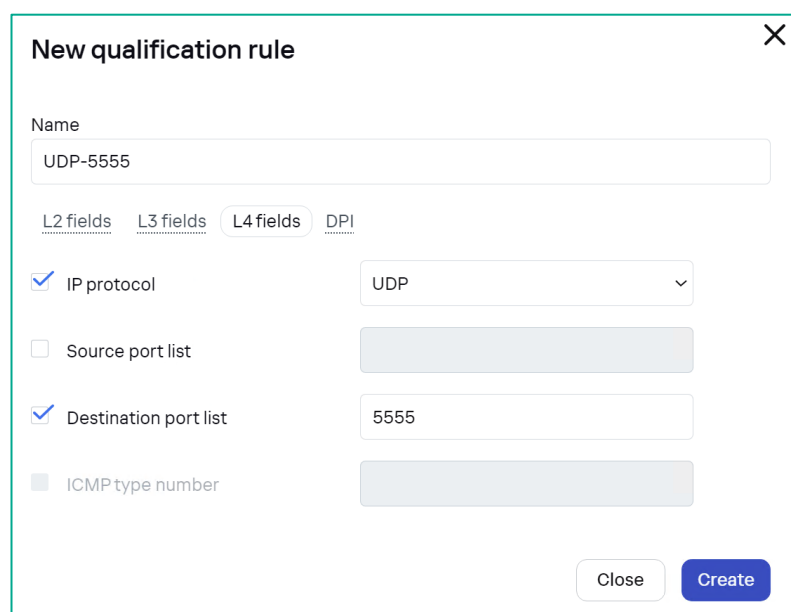 New qualification rule
Name
UDP-5555
L2 fields L3 fields L4 fields DPI
IP protocol UDP
Source port list
Destination port list 5555
ICMP type number
Close Create